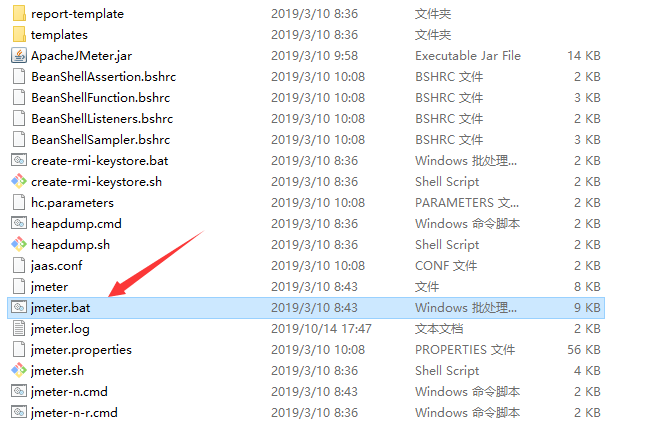 report-template 2019/3/10 8:36 文件夹
templates 2019/3/10 8:36 文件夹
ApacheJMeter.jar 2019/3/10 9:58 Executable Jar File 14 KB
BeanShellAssertion.bshrc 2019/3/10 10:08 BSHRC 文件 2 KB
BeanShellFunction.bshrc 2019/3/10 10:08 BSHRC 文件 3 KB
BeanShellListeners.bshrc 2019/3/10 10:08 BSHRC 文件 2 KB
BeanShellSampler.bshrc 2019/3/10 10:08 BSHRC 文件 3 KB
create-rmi-keystore.bat 2019/3/10 8:36 Windows 批处理... 2 KB
create-rmi-keystore.sh 2019/3/10 8:36 Shell Script 2 KB
hc.parameters 2019/3/10 10:08 PARAMETERS 文... 2 KB
heapdump.cmd 2019/3/10 8:36 Windows 命令脚本 2 KB
heapdump.sh 2019/3/10 8:36 Shell Script 2 KB
jaas.conf 2019/3/10 10:08 CONF 文件 2 KB
jmeter 2019/3/10 8:43 文件 8 KB
jmeter.bat 2019/3/10 8:43 Windows 批处理... 9 KB
jmeter.log 2019/10/14 17:47 文本文档 2 KB
jmeter.properties 2019/3/10 10:08 PROPERTIES 文件 56 KB
jmeter.sh 2019/3/10 8:36 Shell Script 4 KB
jmeter-n.cmd 2019/3/10 8:43 Windows 命令脚本 2 KB
jmeter-n-r.cmd 2019/3/10 8:36 Windows 命令脚本 2 KB